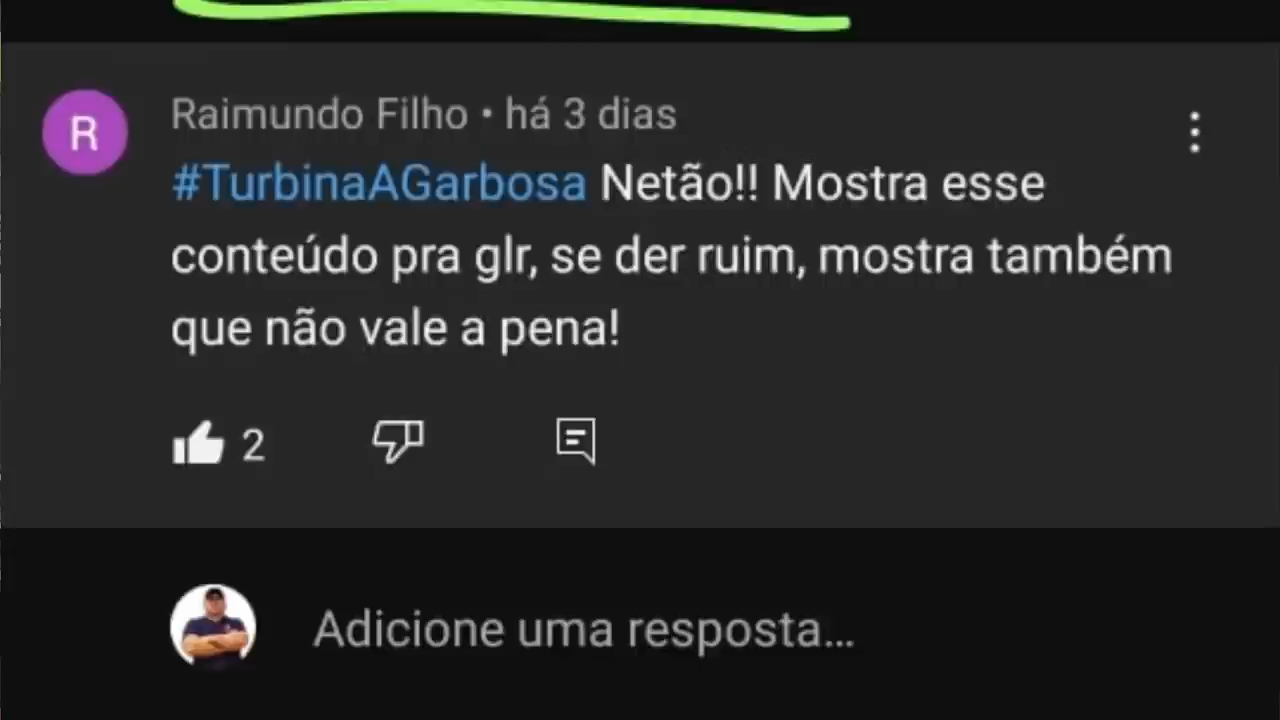 R
Raimundo Filho • há 3 dias
#TurbinaAGarbosa Netão!! Mostra esse
conteúdo pra glr, se der ruim, mostra também
que não vale a pena!
2
Adicione uma resposta...